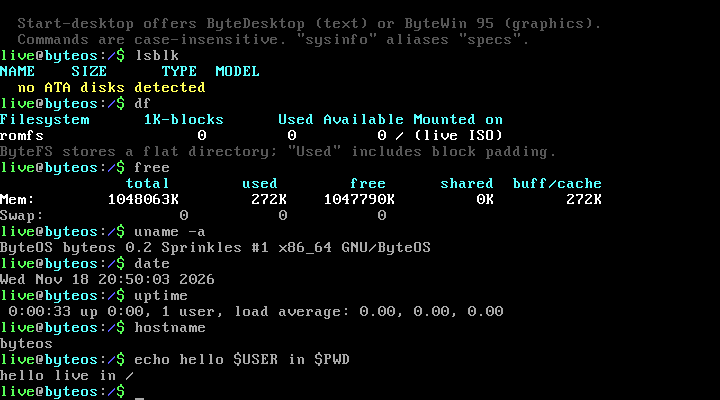 Start-desktop offers ByteDesktop (text) or ByteWin 95 (graphics).
Commands are case-insensitive. "sysinfo" aliases "specs".
live@byteos:/$ lsblk
NAME    SIZE      TYPE  MODEL
no ATA disks detected
live@byteos:/$ df
Filesystem      1K-blocks      Used Available Mounted on
romfs                 0         0         0 / (live ISO)
ByteFS stores a flat directory; "Used" includes block padding.
live@byteos:/$ free
total        used        free      shared  buff/cache
Mem:        1048063K        272K     1047790K          0K        272K
Swap:               0          0          0
live@byteos:/$ uname -a
ByteOS byteos 0.2 Sprinkles #1 x86_64 GNU/ByteOS
live@byteos:/$ date
Wed Nov 18 20:50:03 2026
live@byteos:/$ uptime
0:00:33 up 0:00, 1 user, load average: 0.00, 0.00, 0.00
live@byteos:/$ hostname
byteos
live@byteos:/$ echo hello $USER in $PWD
hello live in /
live@byteos:/$ _